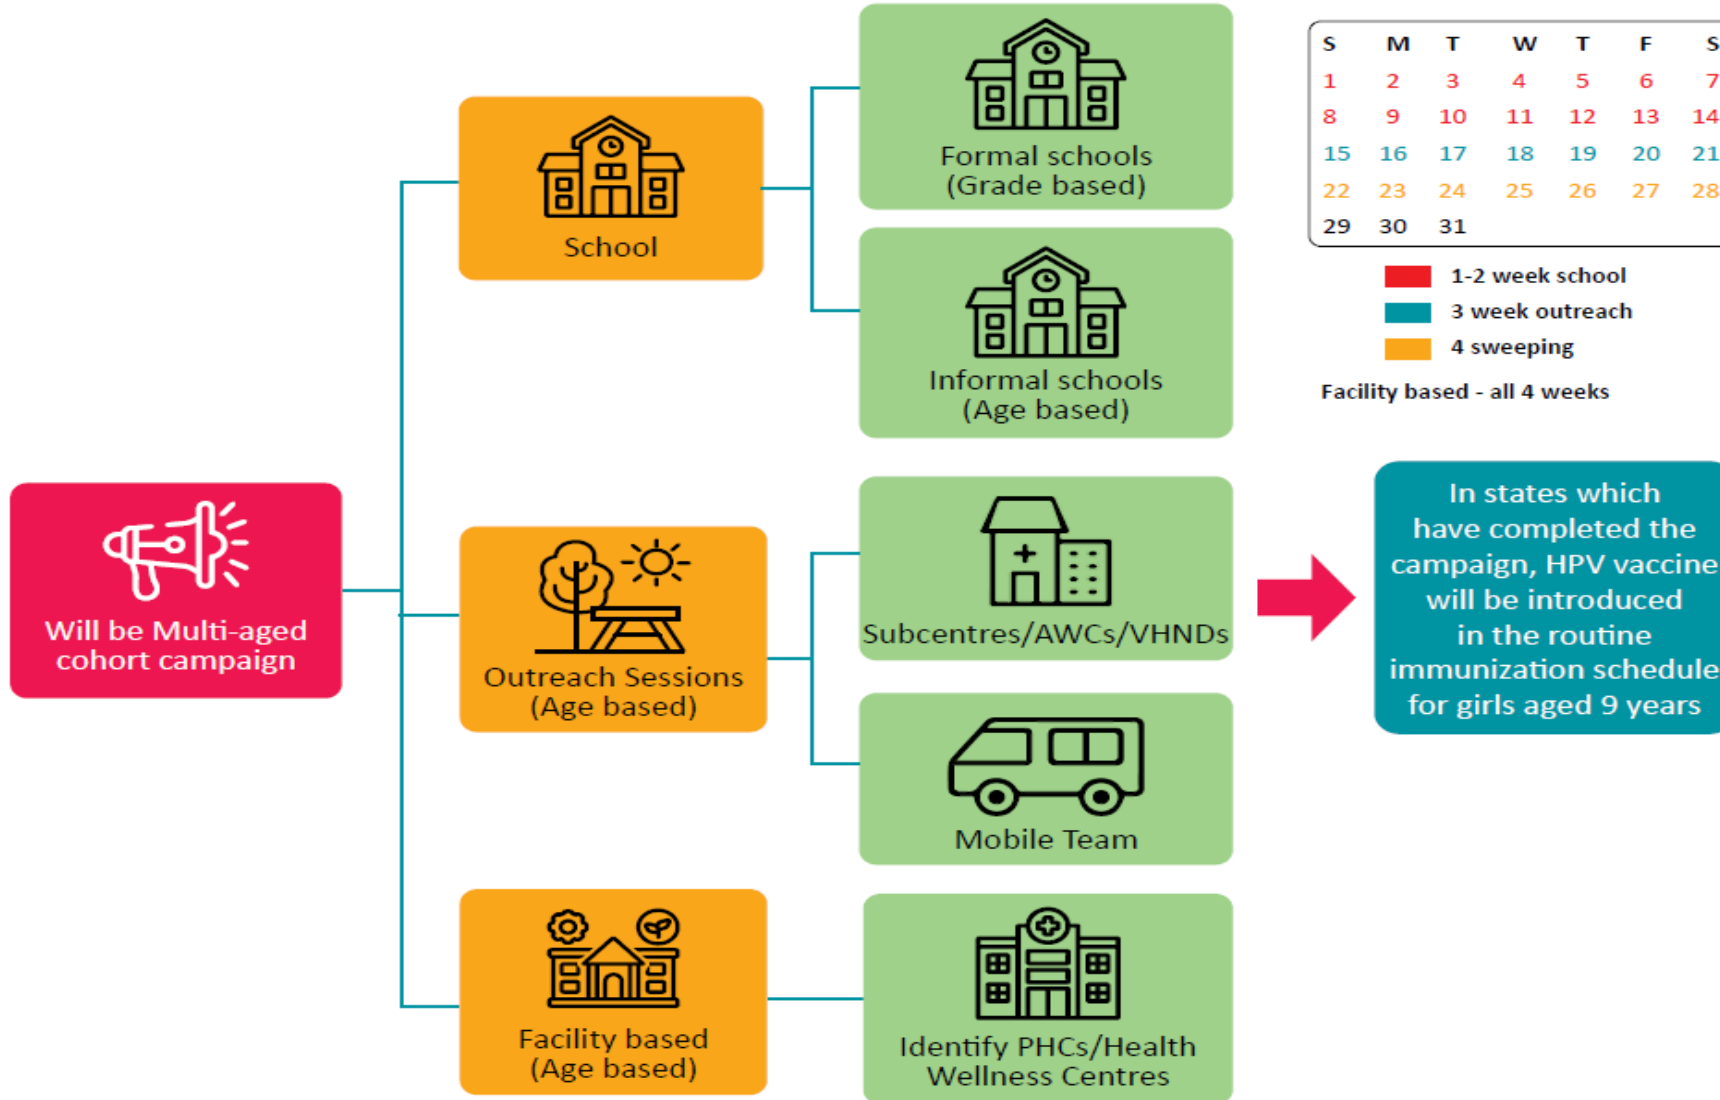 Will be Multi-aged
cohort campaign
School
Outreach Sessions
(Age based)
Facility based
(Age based)
Formal schools
(Grade based)
Informal schools
(Age based)
Subcentres/AWCs/VHNDs
Mobile Team
Identify PHCs/Health
Wellness Centres
S M T W T F S
1 2 3 4 5 6 7
8 9 10 11 12 13 14
15 16 17 18 19 20 21
22 23 24 25 26 27 28
29 30 31
1-2 week school
3 week outreach
4 sweeping
Facility based - all 4 weeks
In states which
have completed the
campaign, HPV vaccine
will be introduced
in the routine
immunization schedule
for girls aged 9 years